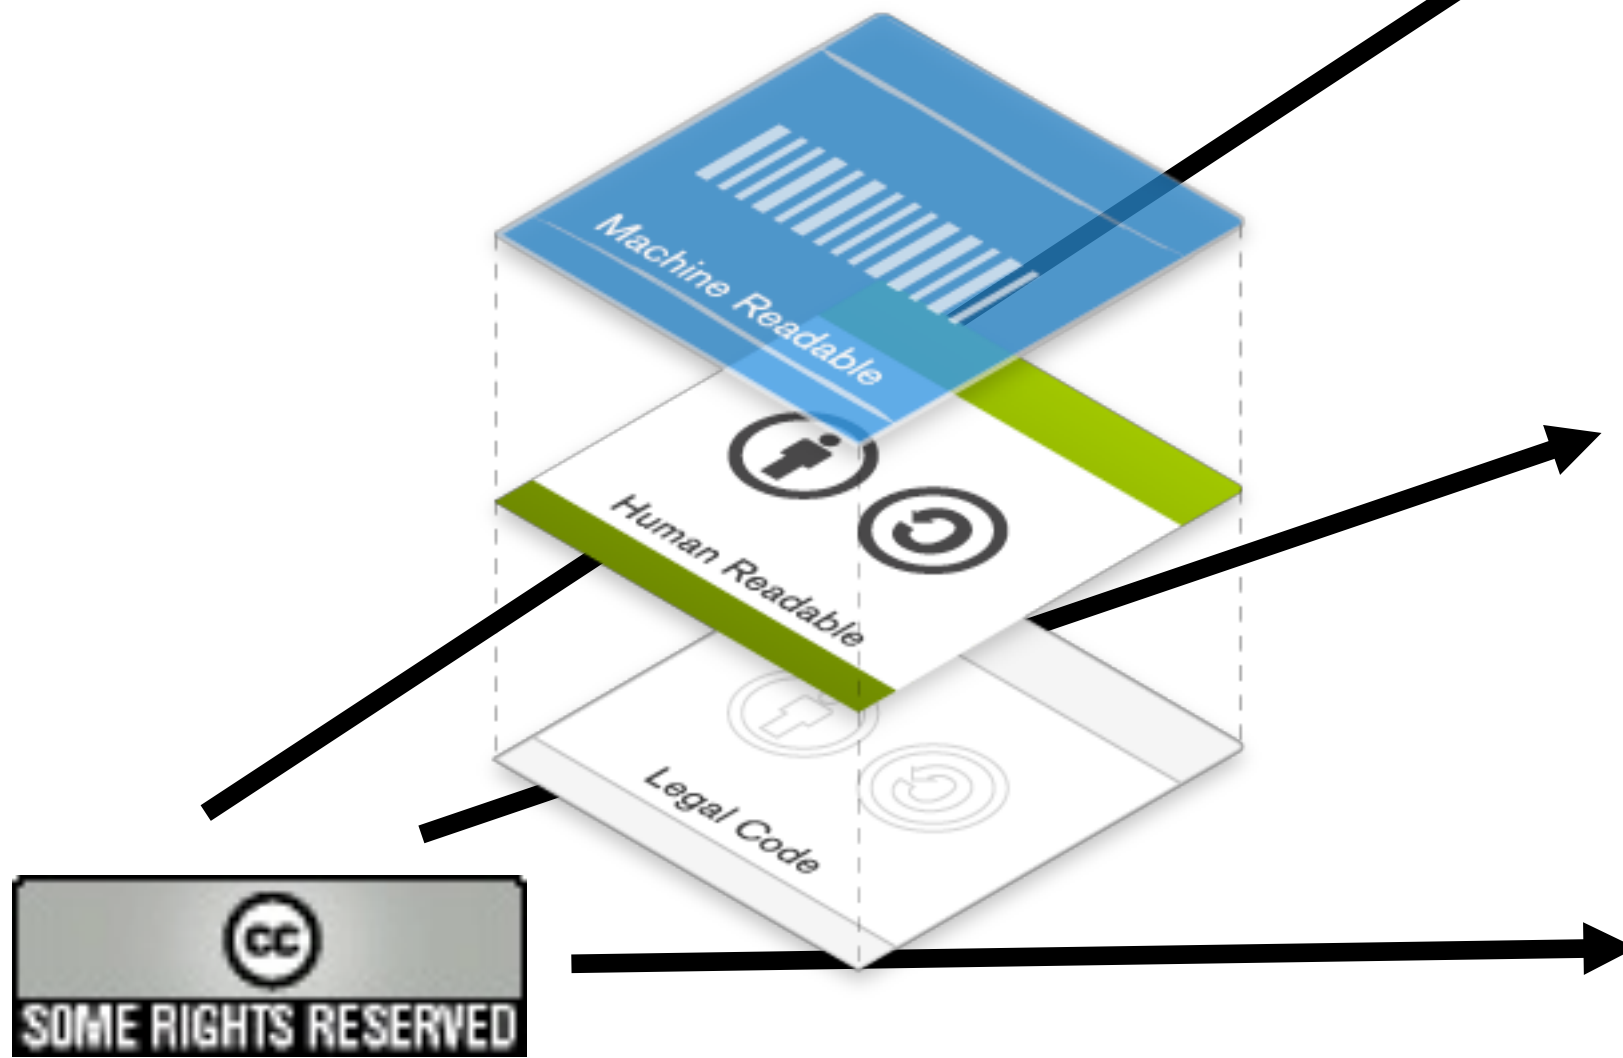 Machine Readable
Human Readable
Legal Code
cc
SOME RIGHTS RESERVED